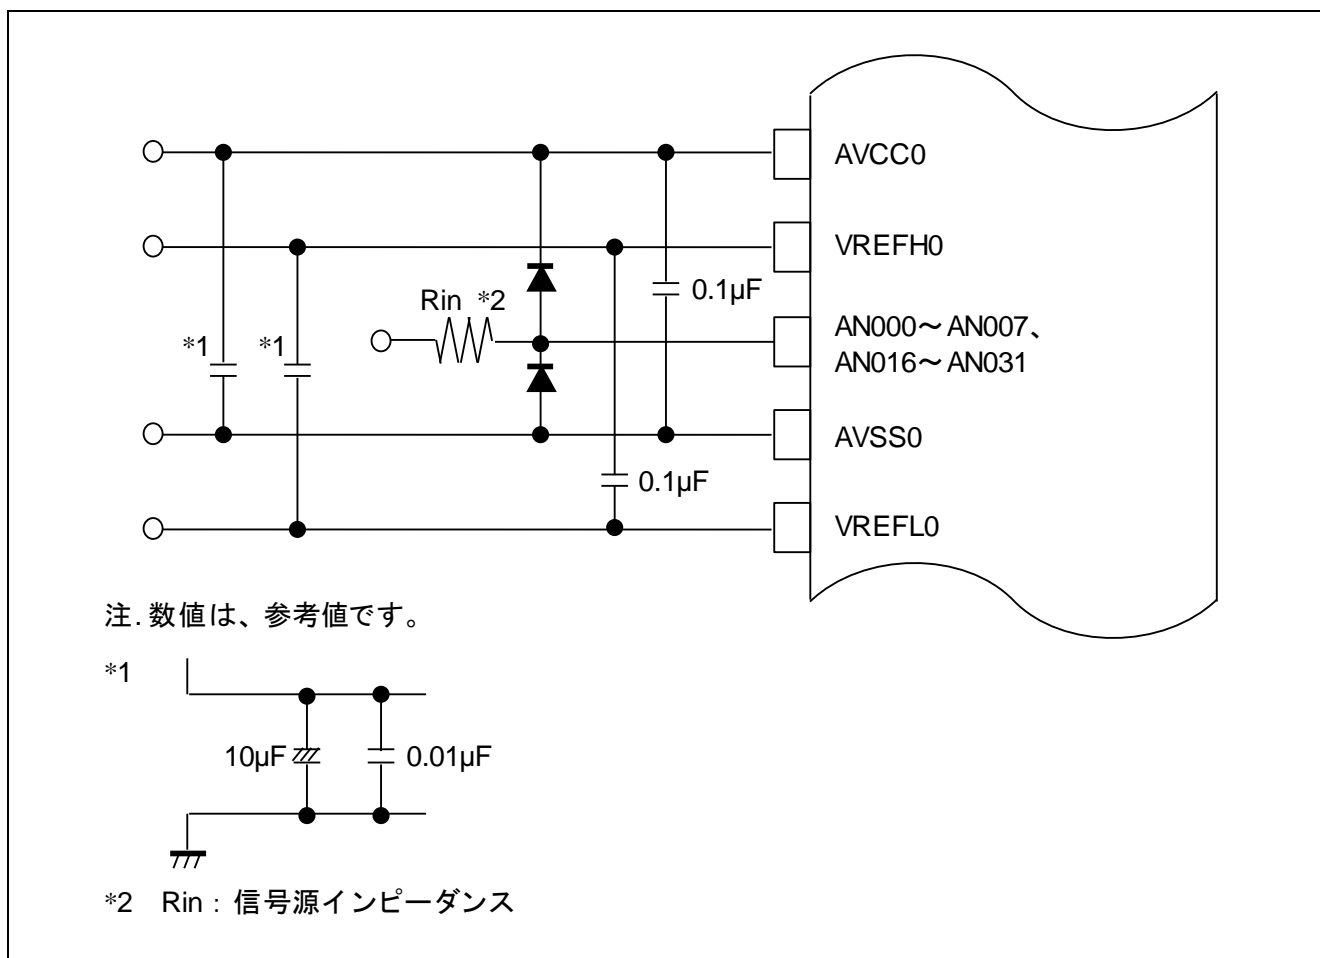 AVCC0
VREFH0
0.1μF
Rin *2
AN000～AN007、
AN016～AN031
*1
*1
AVSS0
0.1μF
VREFL0
注. 数値は、参考値です。
*1
10μF
0.01μF
*2 Rin : 信号源インピーダンス